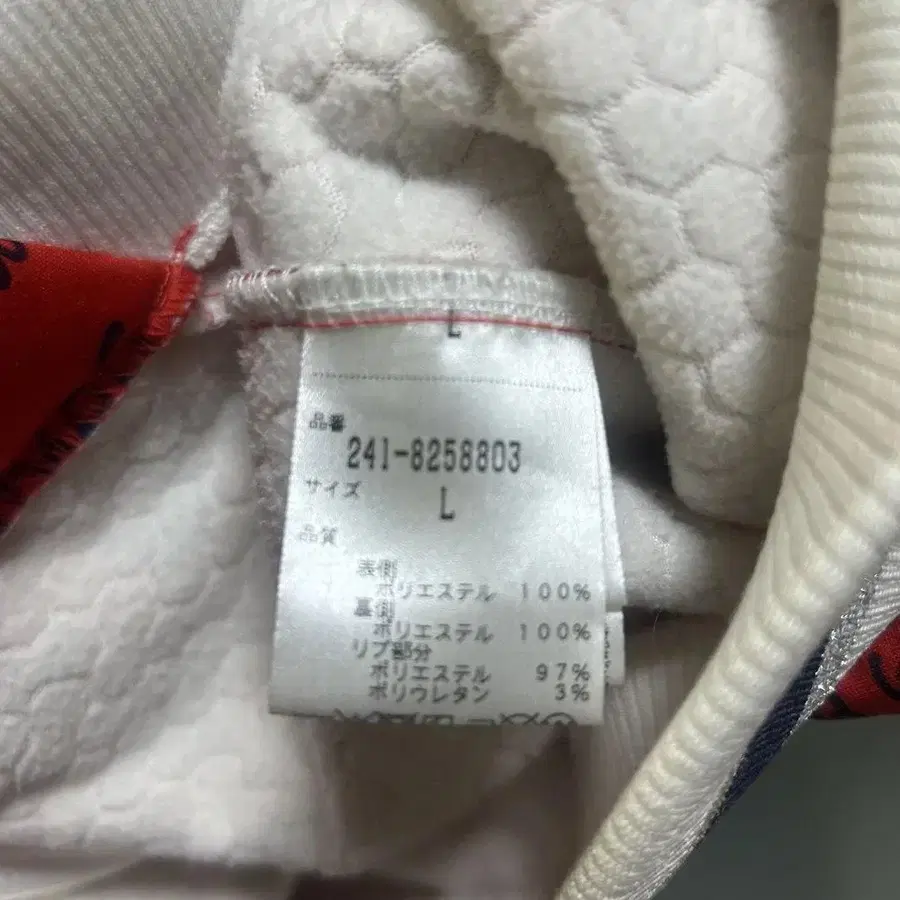 L
品番
241-8258803
サイズ
L
品質
表側
ポリエステル 100%
裏側
ポリエステル 100%
リブ部分
ポリエステル 97%
ポリウレタン 3%